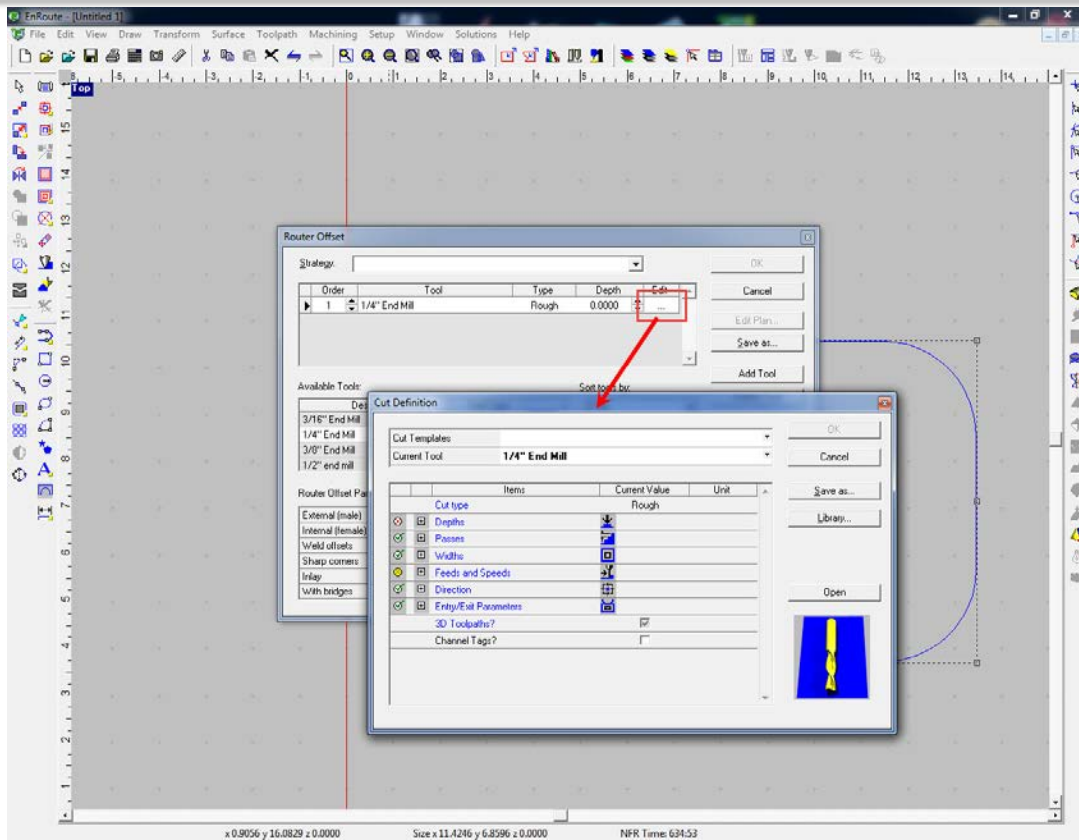 EnRoute - [Untitled 1]
File Edit View Draw Transform Surface Toolpath Machining Setup Window Solutions Help
Top
Router Offset
Strategy:
OK
Order Tool Type Depth Edit
1 1/4" End Mill Rough 0.0000 ...
Cancel
Edit Plan...
Save as...
Add Tool
Available Tools:
Sort tools by:
3/16" End Mill
1/4" End Mill
3/8" End Mill
1/2" end mill
External (male)
Internal (female)
Weld offsets
Sharp corners
Inlay
With bridges
Cut Definition
Cut Templates
Current Tool 1/4" End Mill
OK
Cancel
Save as...
Library...
Open
Items Current Value Unit
Cut type Rough
Depths
Passes
Widths
Feeds and Speeds
Direction
Entry/Exit Parameters
3D Toolpaths?
Channel Tags?
x 0.9056 y 16.0829 z 0.0000 Size x 11.4246 y 6.8596 z 0.0000 NFR Time: 634:53